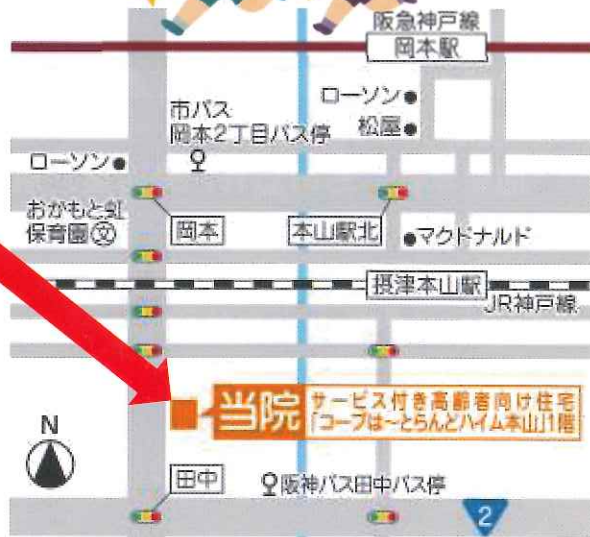 阪急神戸線
岡本駅
市バス
岡本2丁目バス停
ローソン
松屋
ローソン
おかもと虹
保育園文
岡本
本山駅北
マクドナルド
摂津本山駅
JR神戸線
当院
サービス付き高齢者向け住宅
「コープは〜とらんどハイム本山」1階
N
田中
阪神バス田中バス停
2